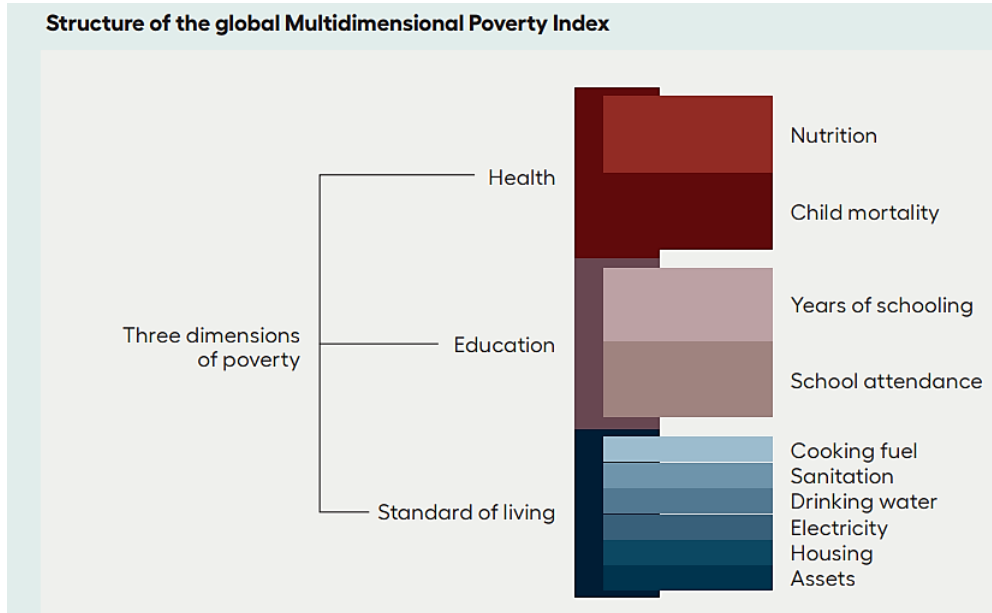 Structure of the global Multidimensional Poverty Index
Nutrition
Health
Child mortality
Years of schooling
Three dimensions
of poverty
Education
School attendance
Cooking fuel
Sanitation
Drinking water
Standard of living
Electricity
Housing
Assets